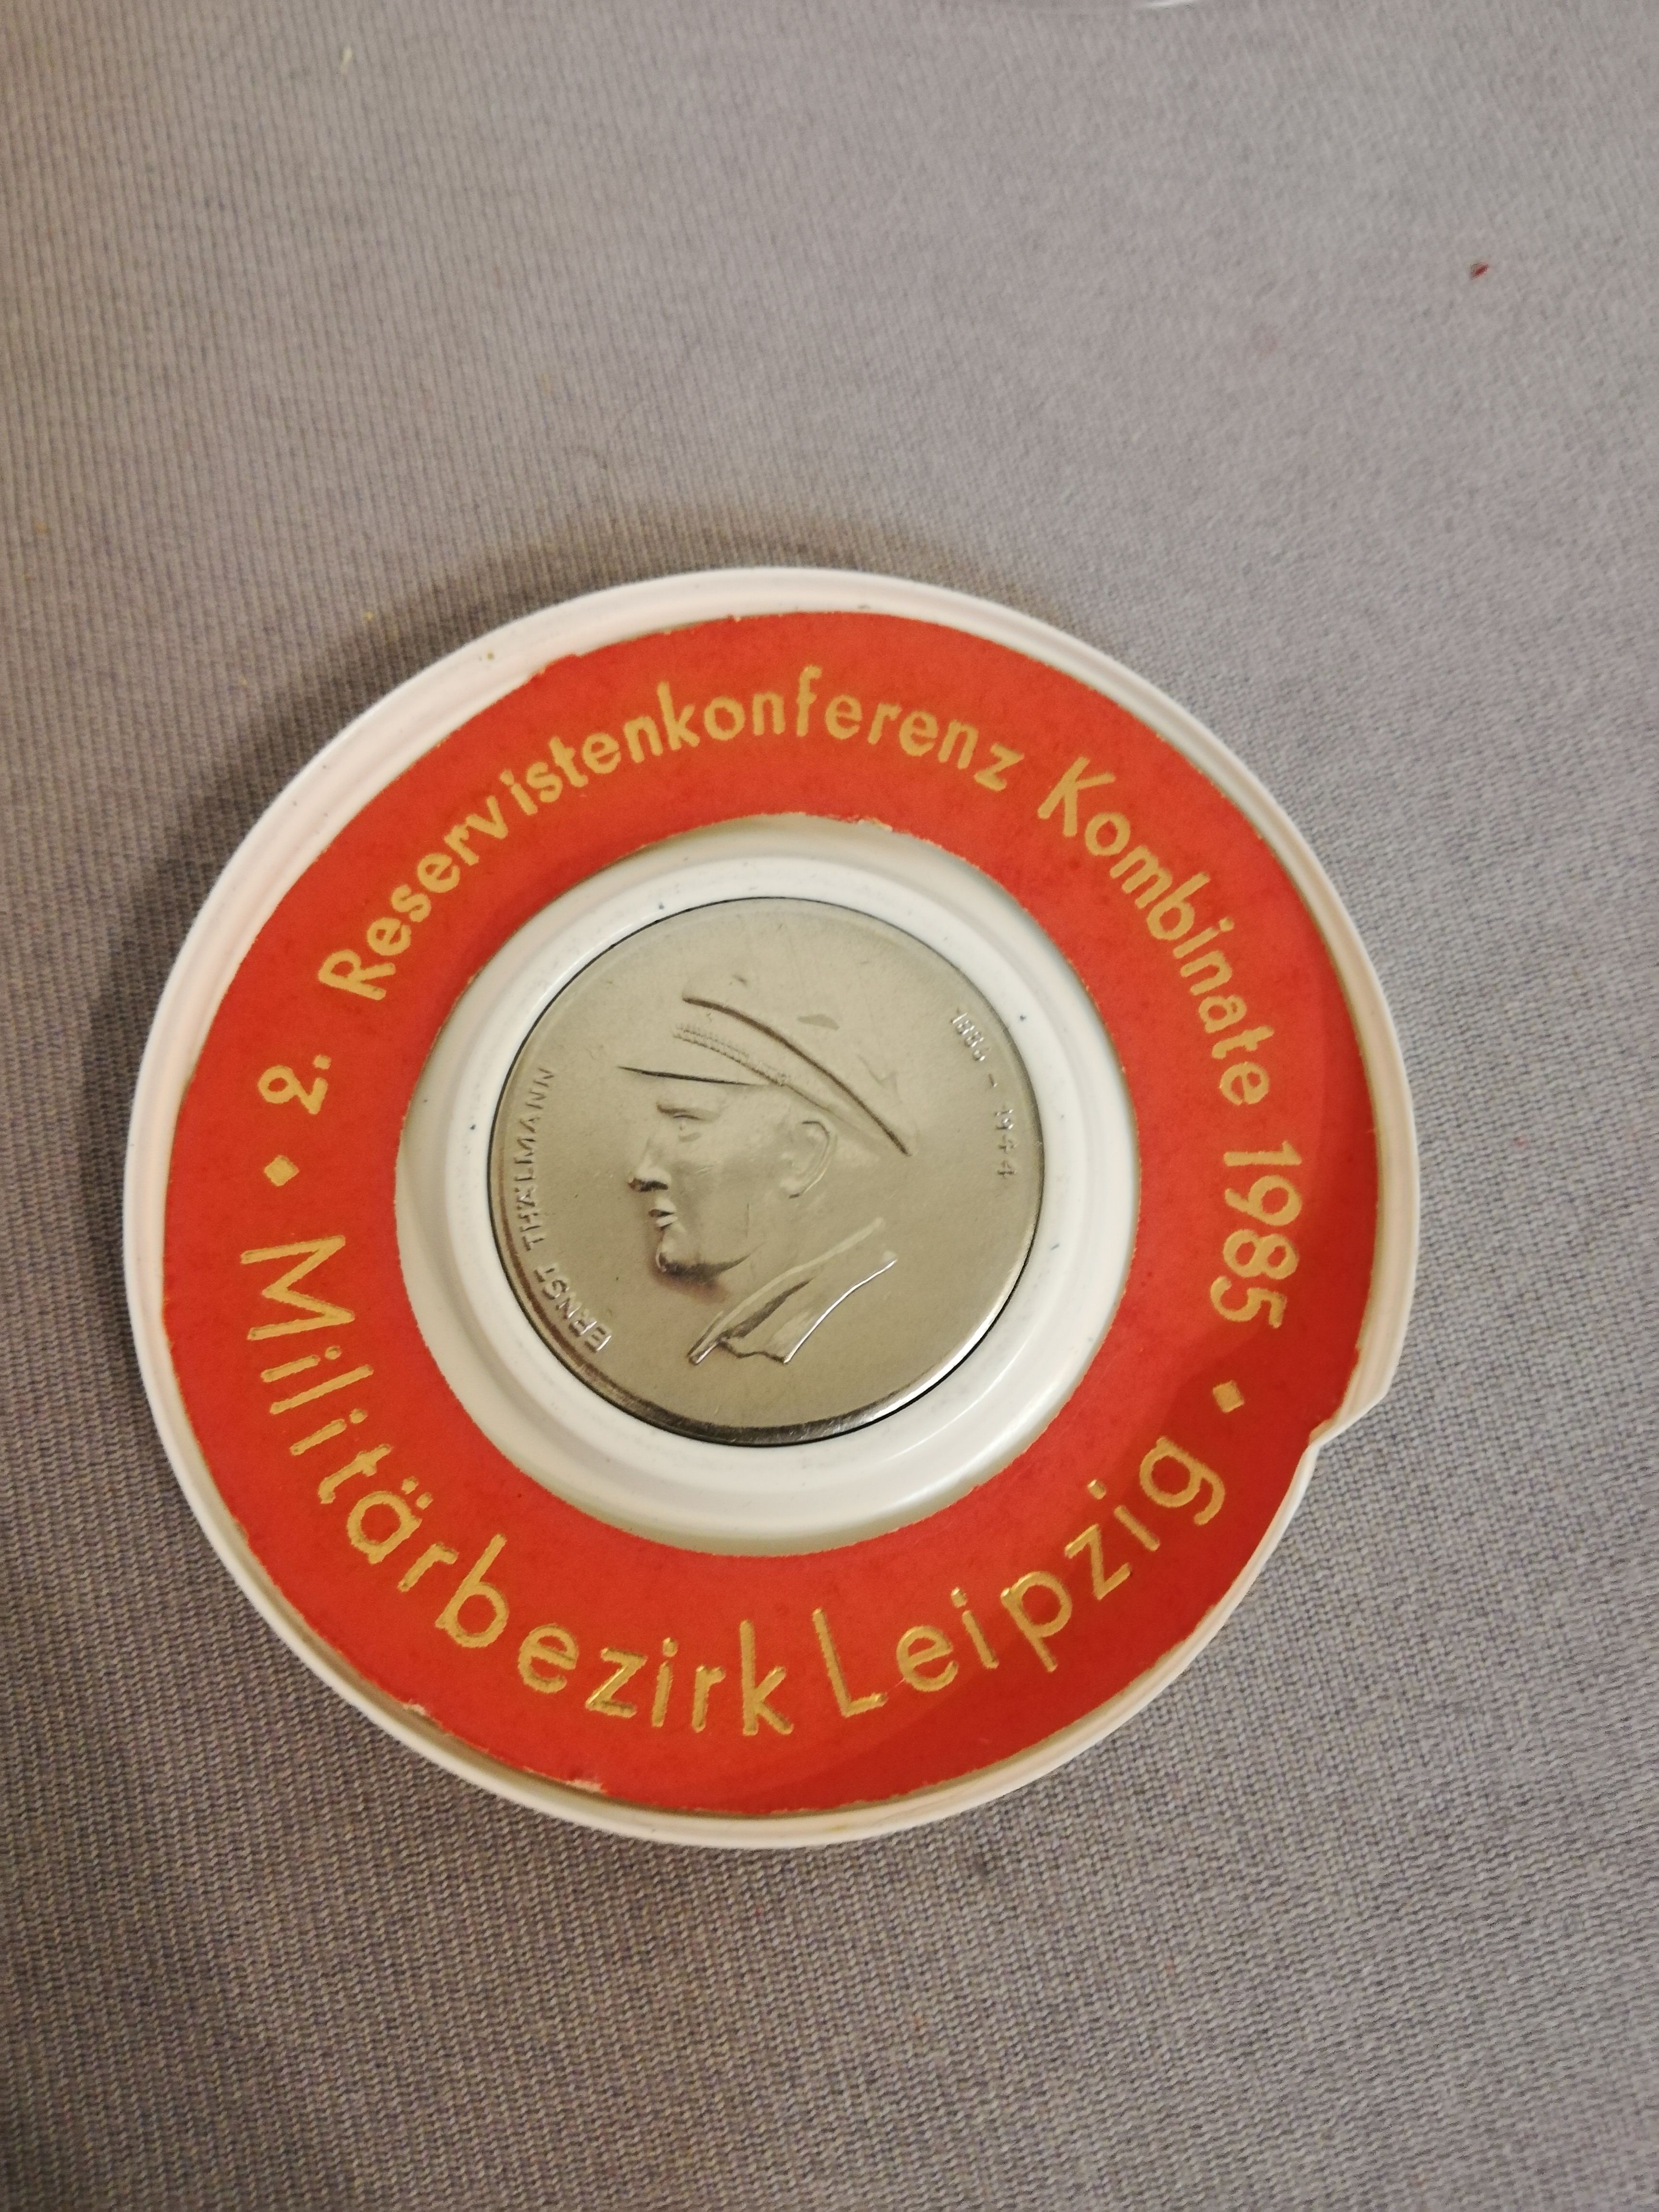 2. Reservistenkonferenz Kombinate 1985
Militärbezirk Leipzig
ERNST THÄLMANN
1886 - 1944